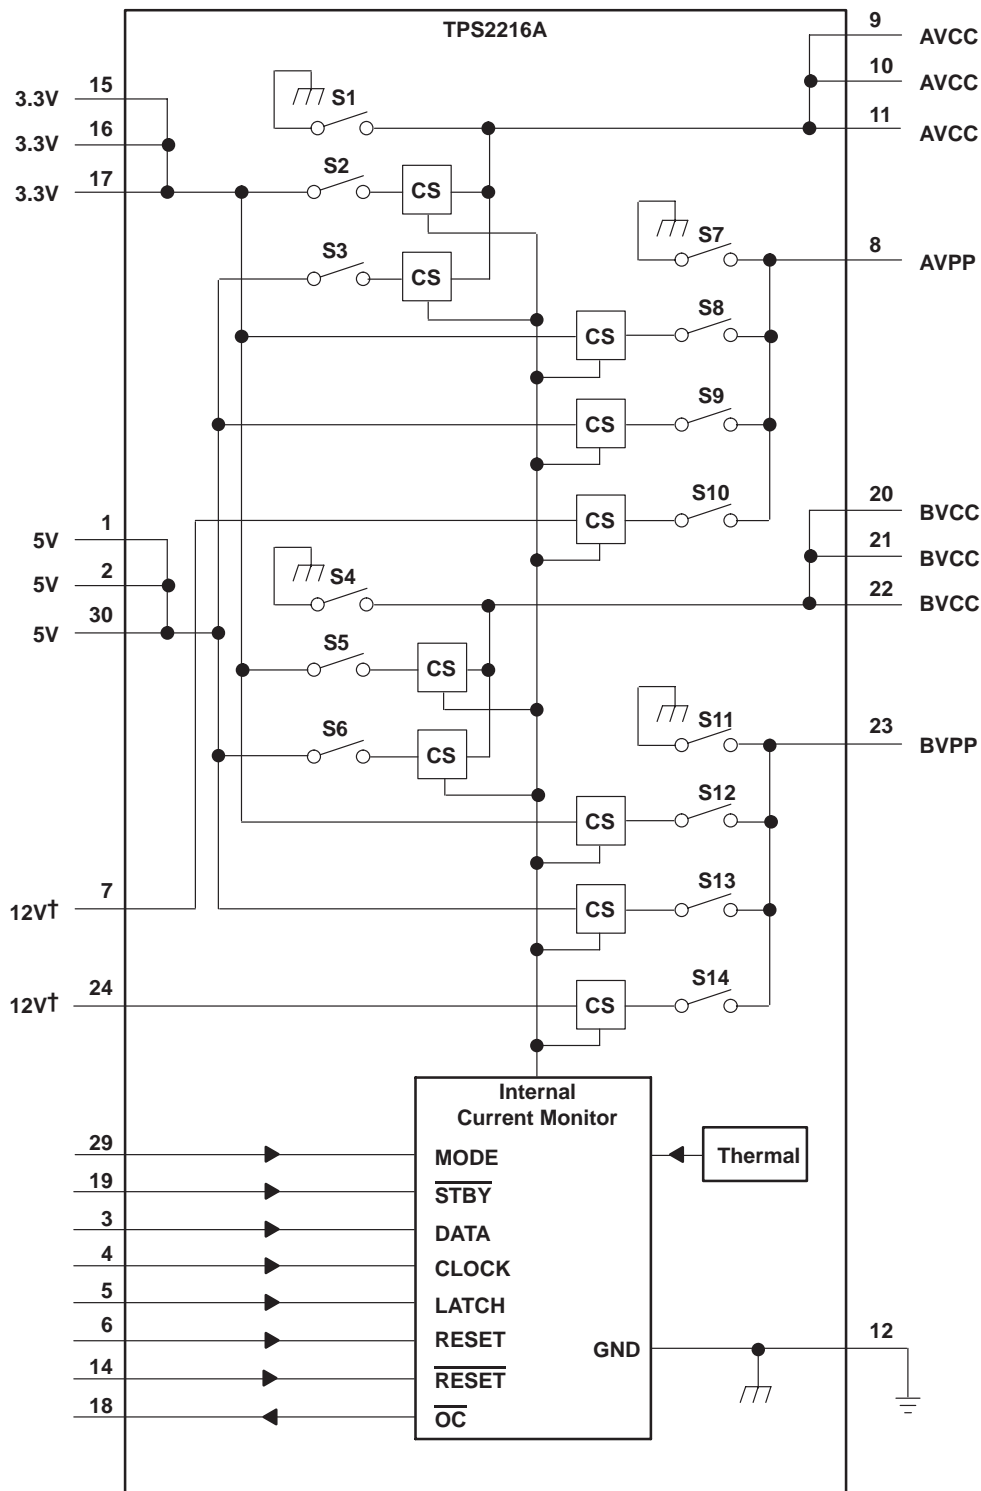 TPS2216A
9
AVCC
10
AVCC
11
AVCC
15
3.3V
16
3.3V
17
3.3V
S1
S2
CS
S3
CS
S7
8
AVPP
S8
CS
S9
CS
S10
CS
1
5V
2
5V
30
5V
S4
20
BVCC
21
BVCC
22
BVCC
S5
CS
S6
CS
S11
23
BVPP
S12
CS
7
12V†
S13
CS
24
12V†
S14
CS
Internal
Current Monitor
29
MODE
Thermal
19
STBY
3
DATA
4
CLOCK
5
LATCH
6
RESET
GND
12
14
RESET
18
OC